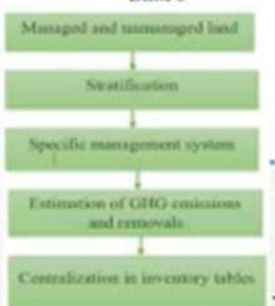 Managed and unmanaged land
Stratification
Specific management system
Estimation of GHG emissions
and removals
Centralization in inventory tables